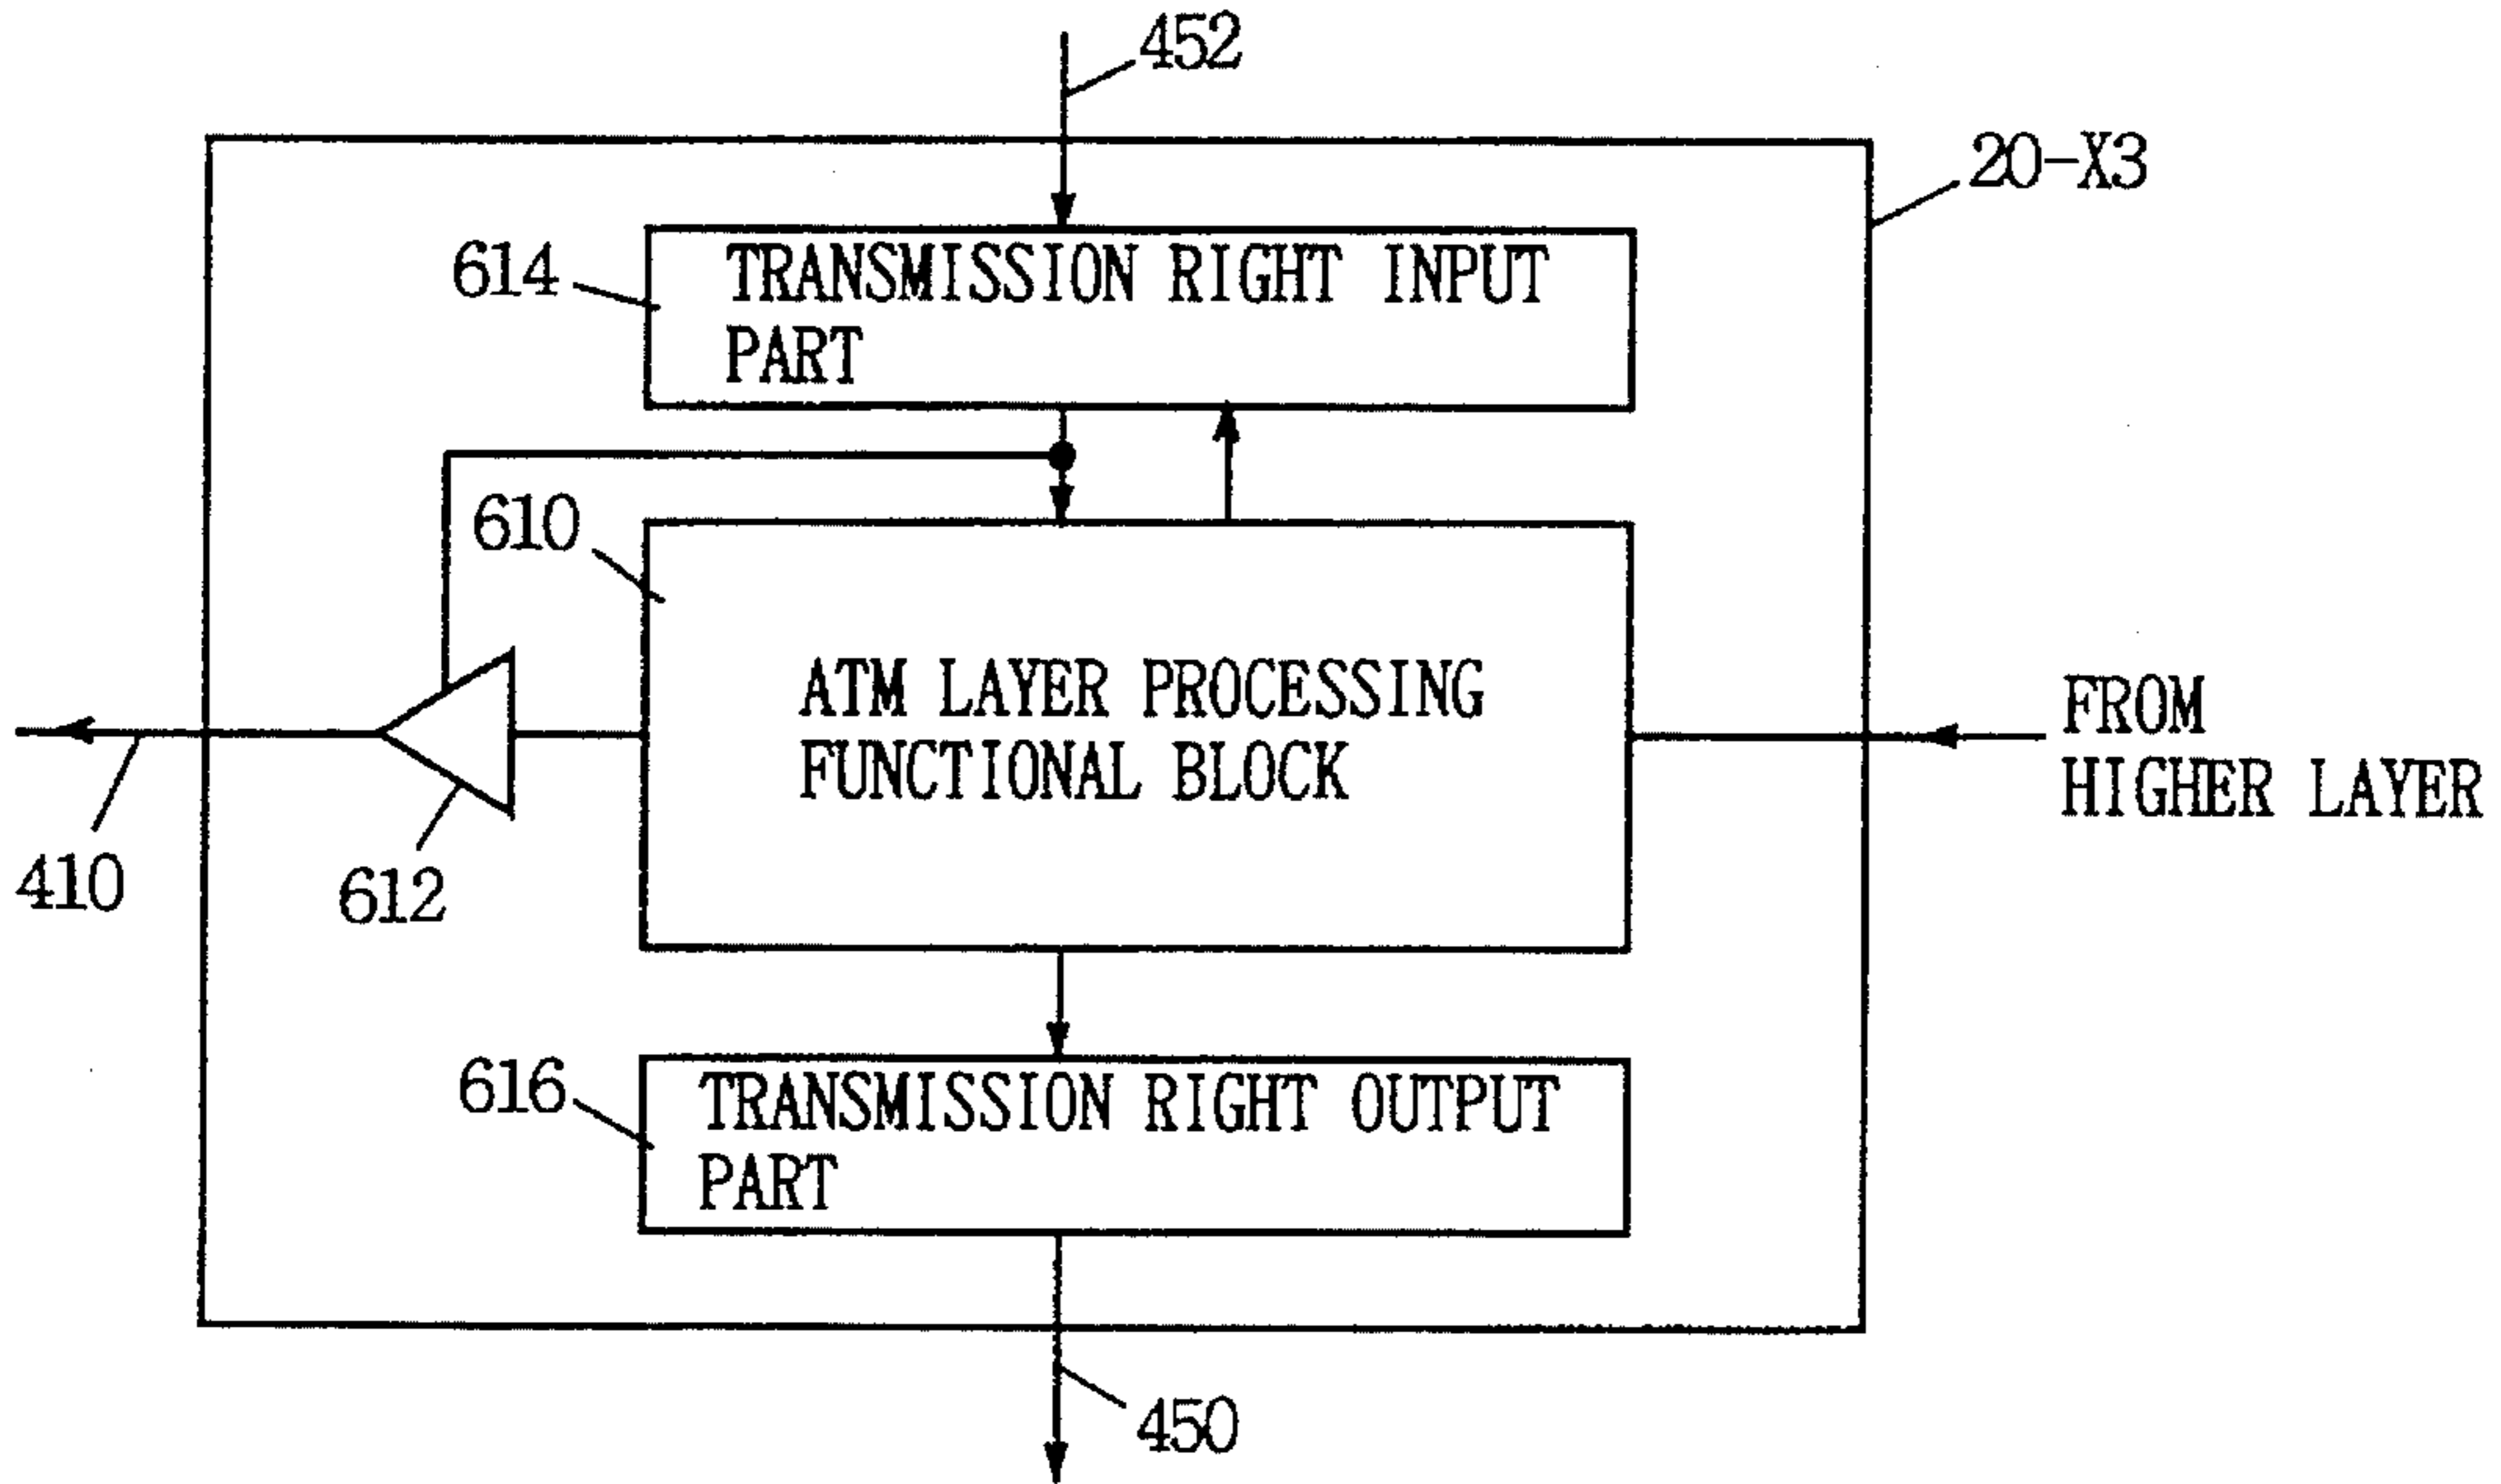 452
20-X3
614
TRANSMISSION RIGHT INPUT
PART
610
ATM LAYER PROCESSING
FUNCTIONAL BLOCK
FROM
HIGHER LAYER
410
612
616
TRANSMISSION RIGHT OUTPUT
PART
450